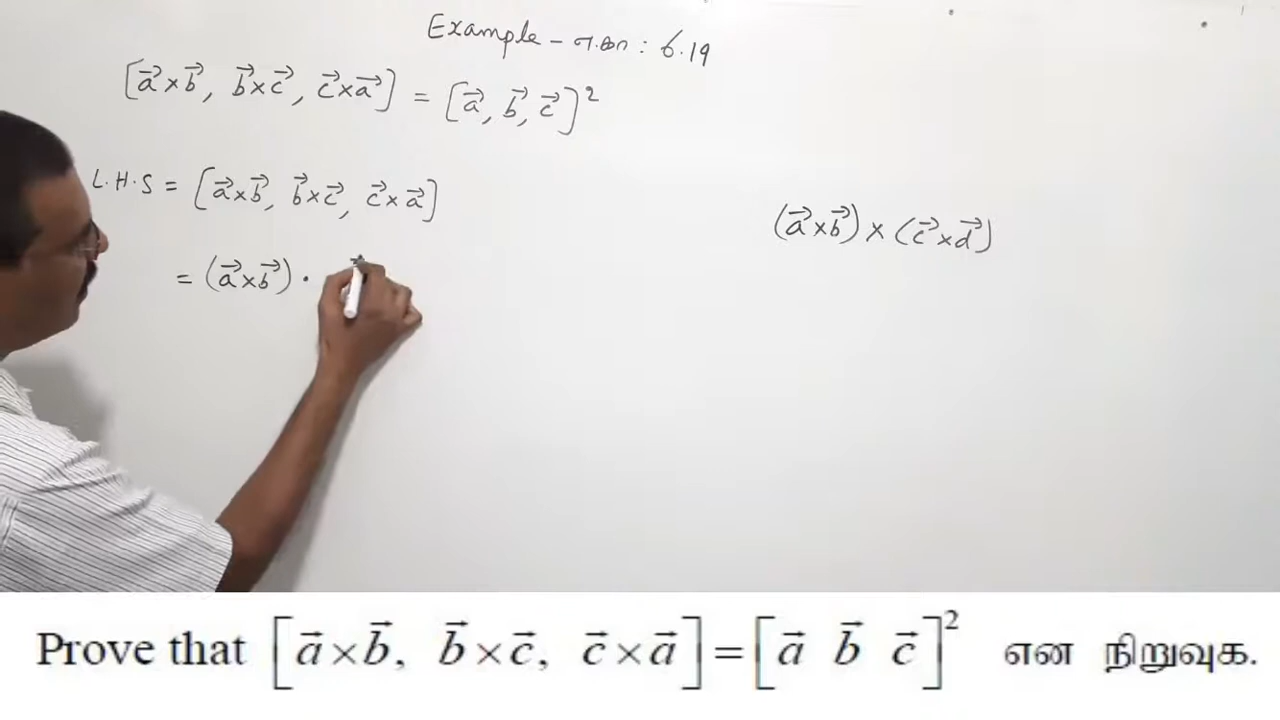 Example - எ.கா : 6.19
[a⃗×b⃗, b⃗×c⃗, c⃗×a⃗] = [a⃗, b⃗, c⃗]²
L.H.S = [a⃗×b⃗, b⃗×c⃗, c⃗×a⃗]
(a⃗×b⃗) × (c⃗×d⃗)
= (a⃗×b⃗) ·
Prove that [a⃗×b⃗, b⃗×c⃗, c⃗×a⃗] = [a⃗ b⃗ c⃗]² என நிறுவுக.